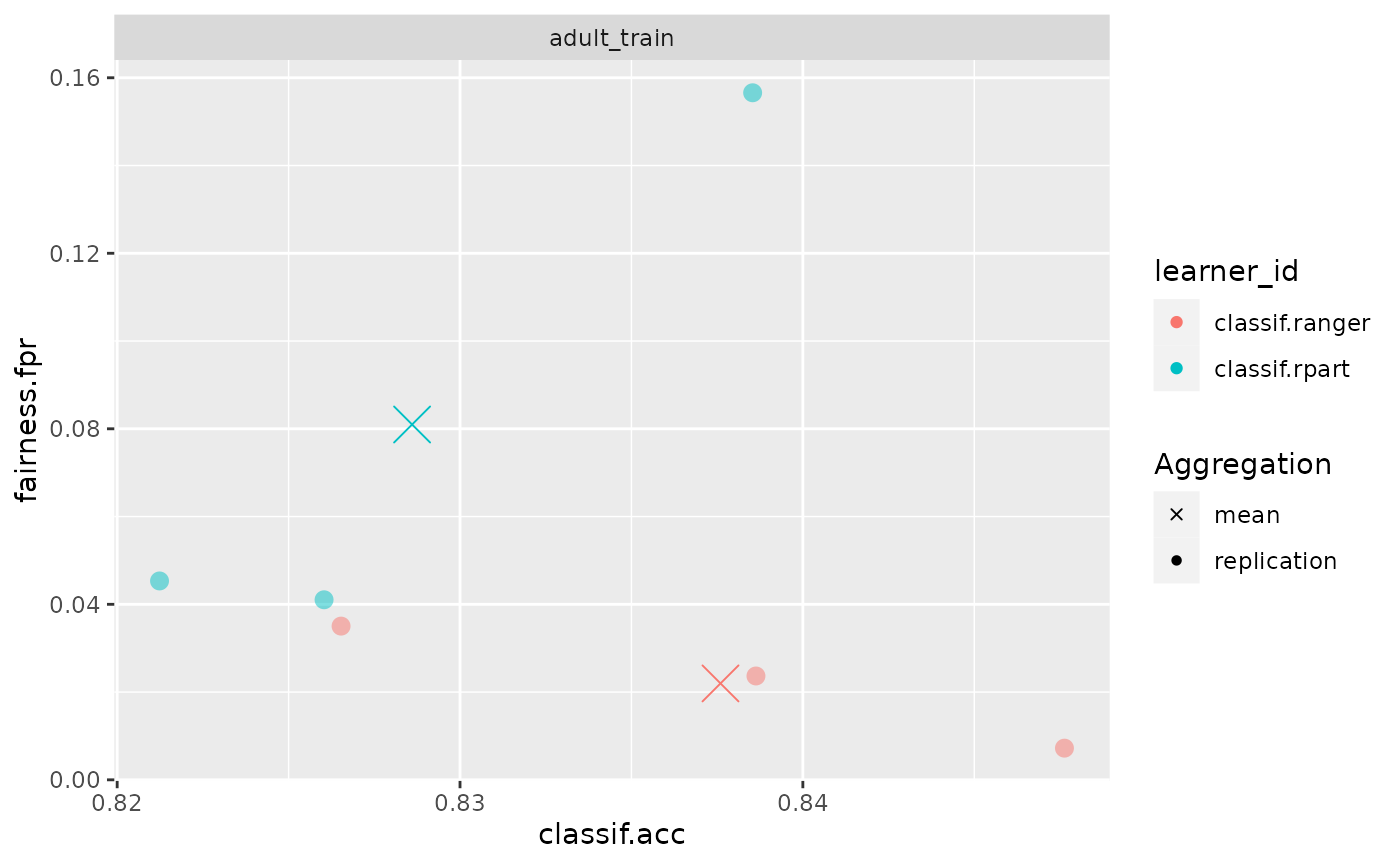 adult_train
0.16
0.12
0.08
0.04
0.00
fairness.fpr
0.82
0.83
0.84
classif.acc
learner_id
classif.ranger
classif.rpart
Aggregation
mean
replication